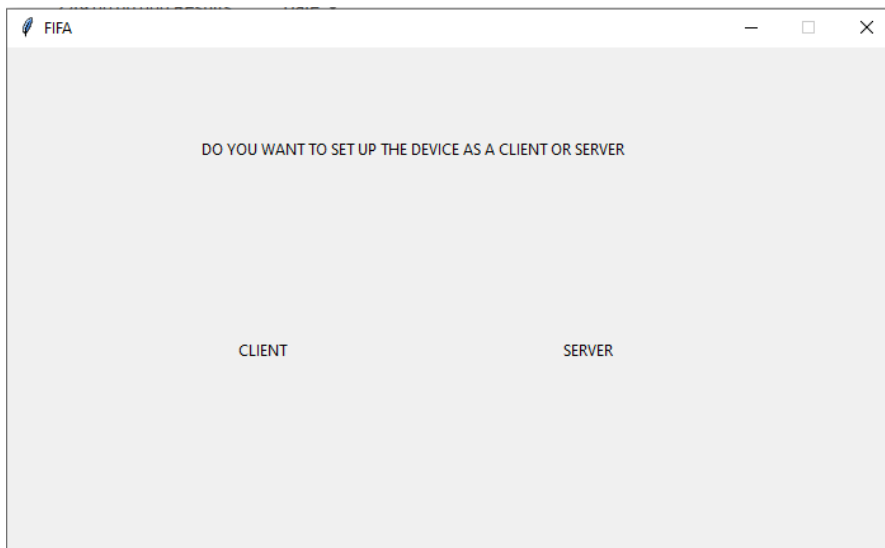 FIFA
DO YOU WANT TO SET UP THE DEVICE AS A CLIENT OR SERVER
CLIENT
SERVER